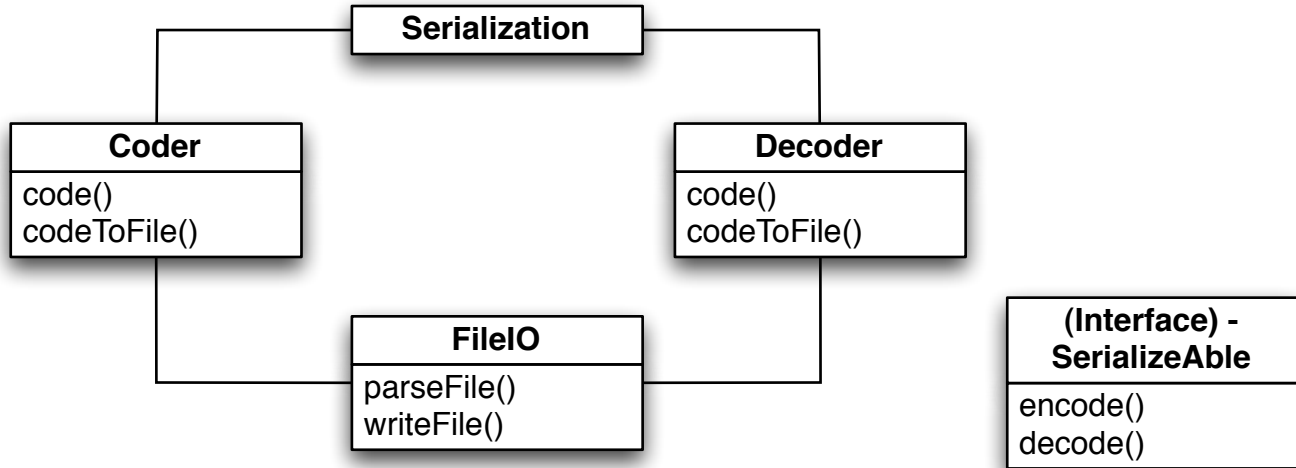 Serialization
Coder
code()
codeToFile()
Decoder
code()
codeToFile()
FileIO
parseFile()
writeFile()
(Interface) -
SerializeAble
encode()
decode()